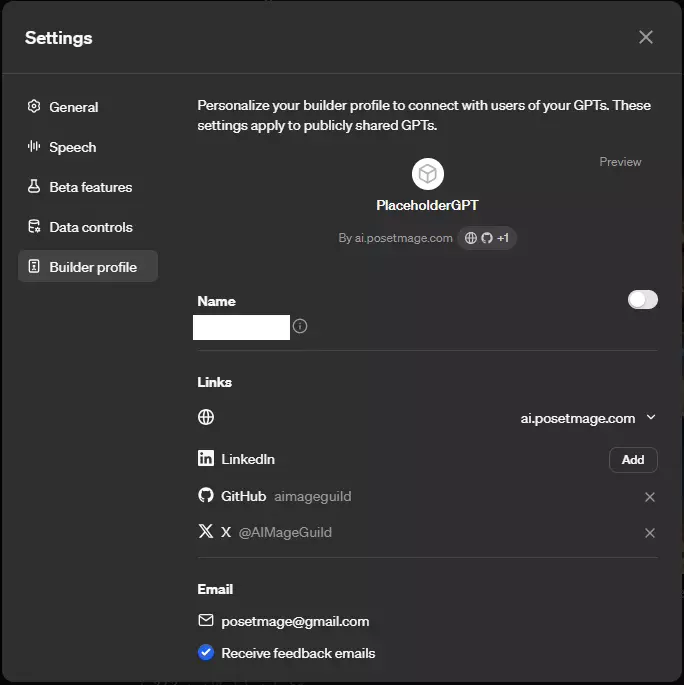 Settings
General
Speech
Beta features
Data controls
Builder profile
Personalize your builder profile to connect with users of your GPTs. These
settings apply to publicly shared GPTs.
Preview
PlaceholderGPT
By ai.posetmage.com +1
Name
Links
ai.posetmage.com
LinkedIn Add
GitHub aimageguild
X @AIMageGuild
Email
posetmage@gmail.com
Receive feedback emails